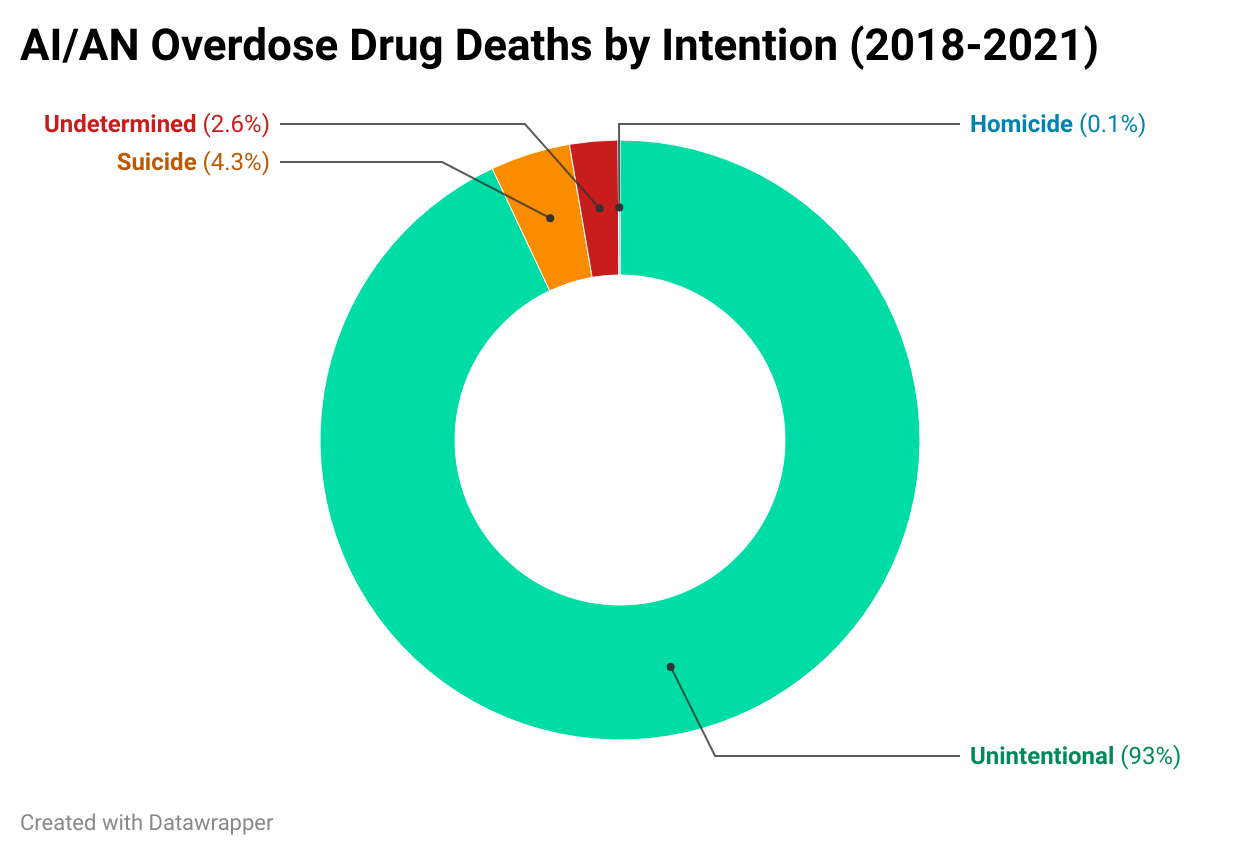 AI/AN Overdose Drug Deaths by Intention (2018-2021)
Undetermined (2.6%)
Homicide (0.1%)
Suicide (4.3%)
Unintentional (93%)
Created with Datawrapper